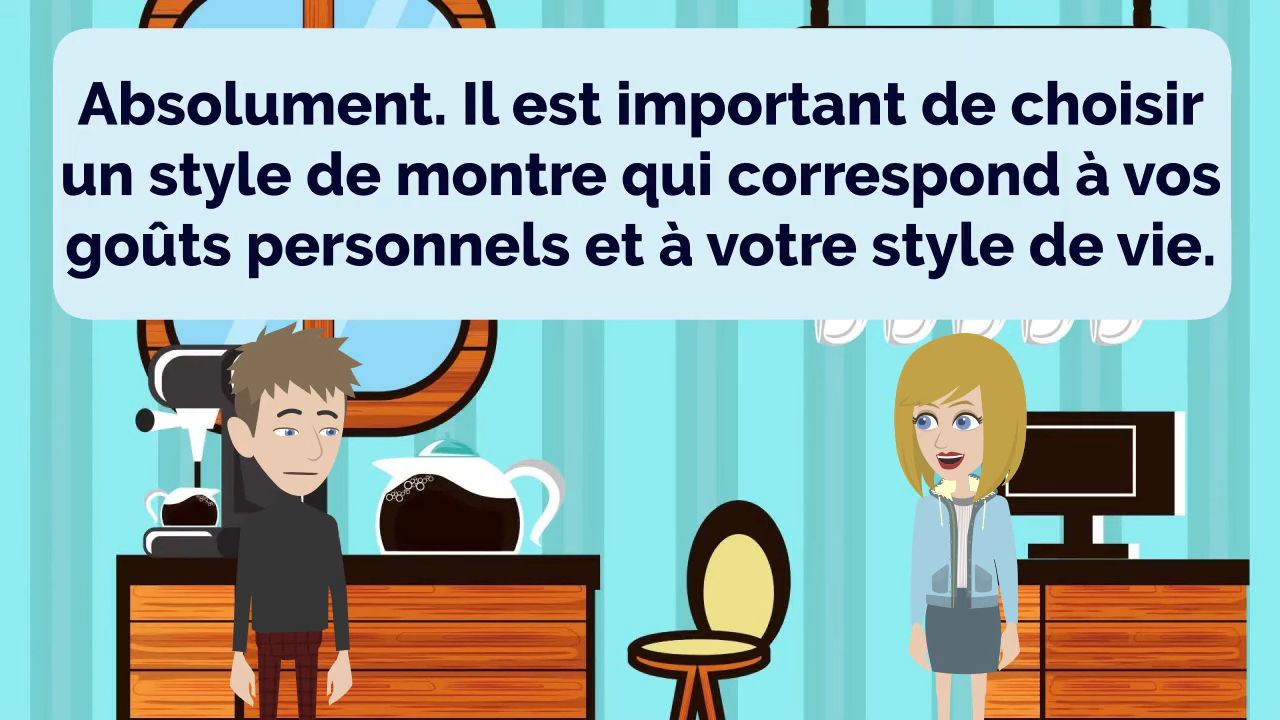 Absolument. Il est important de choisir
un style de montre qui correspond à vos
goûts personnels et à votre style de vie.